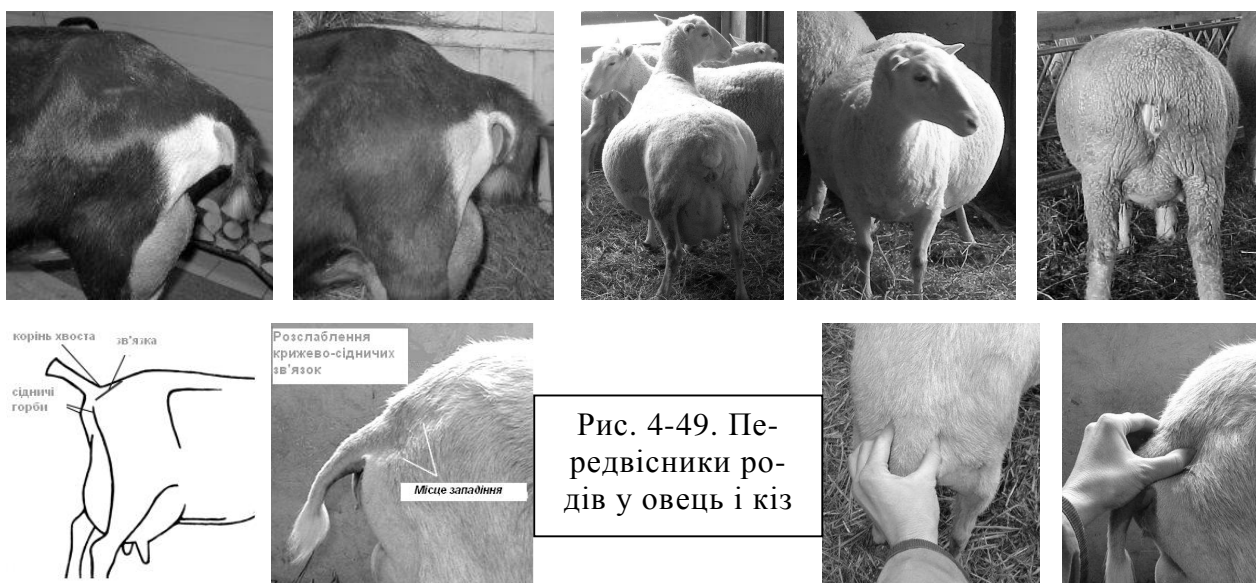 корінь хвоста
зв'язка
сідничі
горби
Розслаблення
крижево-сідничих
зв'язок
Місце западіння
Рис. 4-49. Пе-
редвісники ро-
дів у овець і кіз